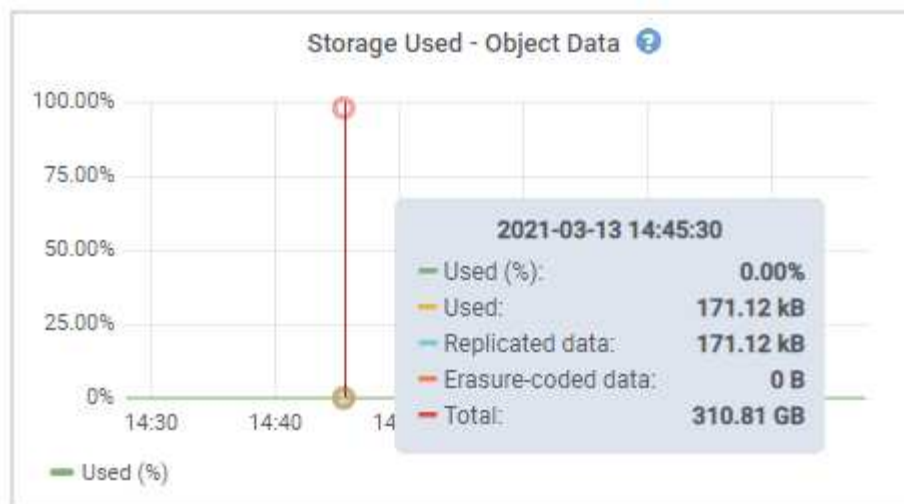 Storage Used - Object Data ?
100.00%
75.00%
50.00%
25.00%
0%
14:30 14:40 14
2021-03-13 14:45:30
Used (%): 0.00%
Used: 171.12 kB
Replicated data: 171.12 kB
Erasure-coded data: 0 B
Total: 310.81 GB
Used (%)